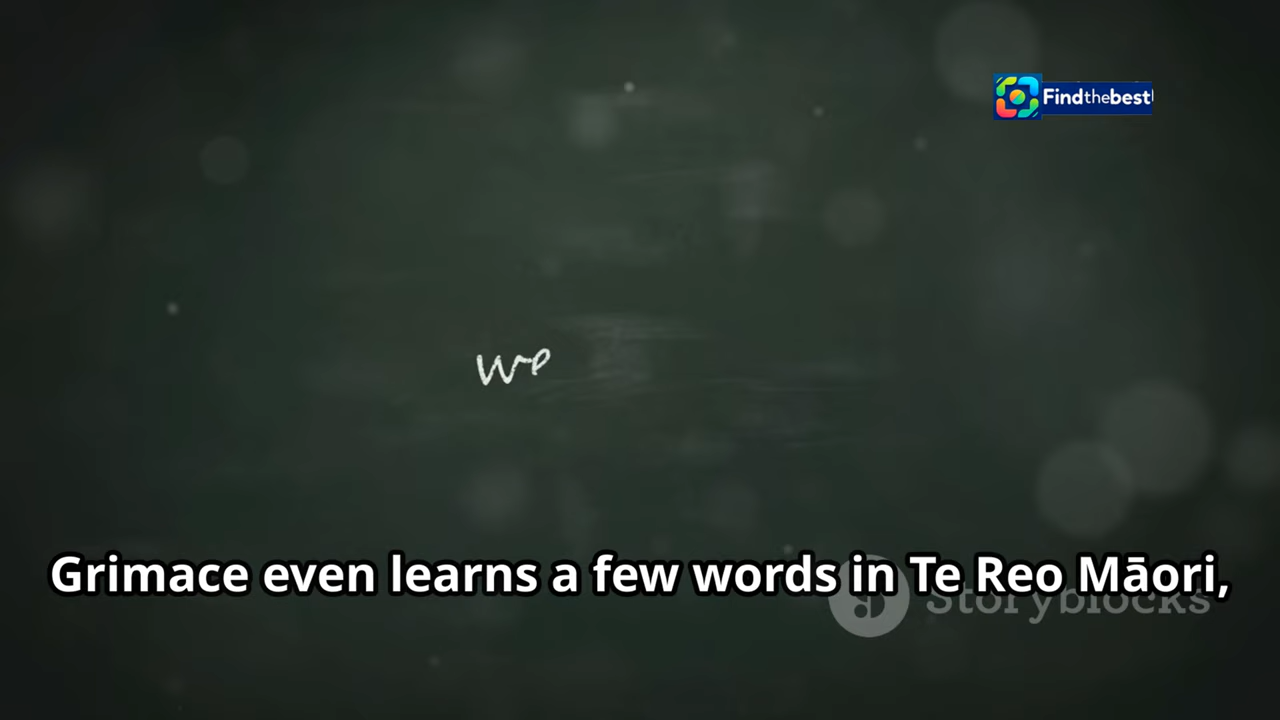 Findthebest
we
Grimace even learns a few words in Te Reo Māori,
Storyblocks